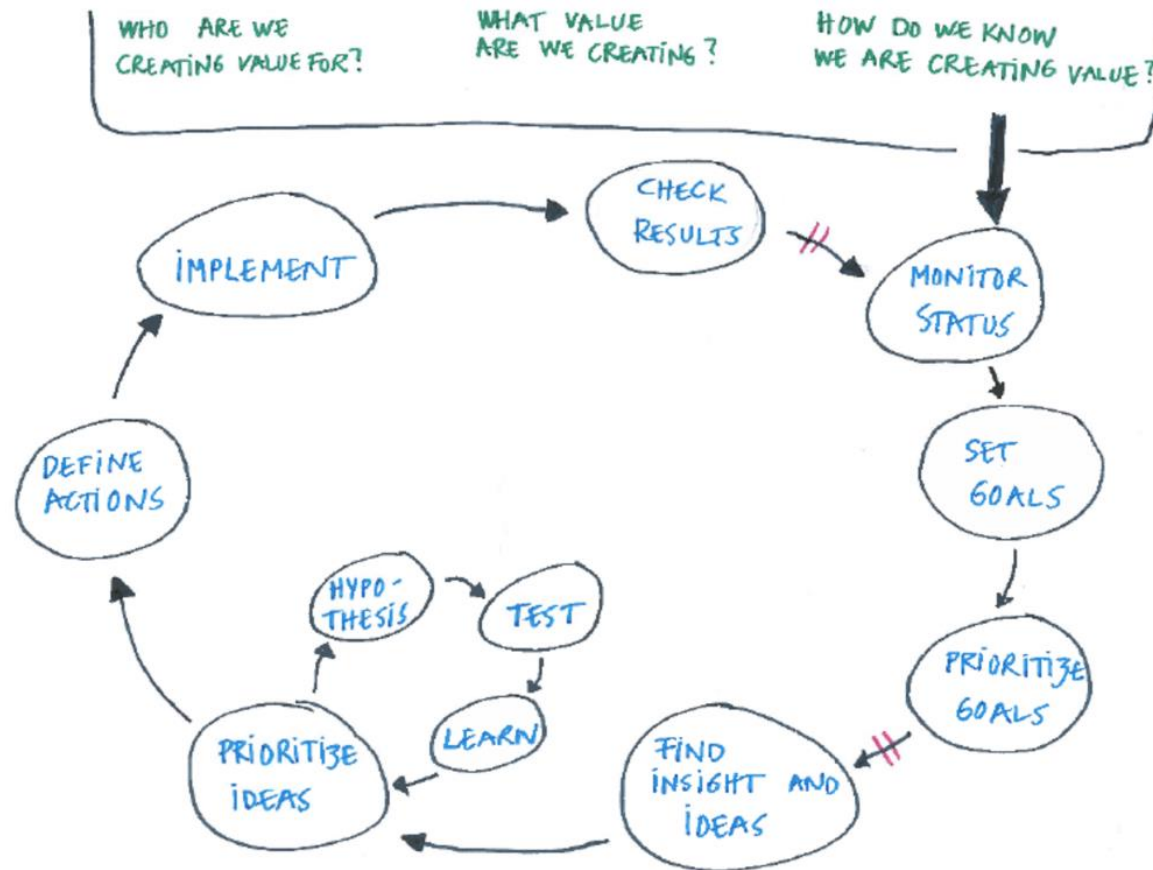 WHO ARE WE
CREATING VALUE FOR?
WHAT VALUE
ARE WE CREATING?
HOW DO WE KNOW
WE ARE CREATING VALUE?
CHECK
RESULTS
IMPLEMENT
MONITOR
STATUS
DEFINE
ACTIONS
SET
GOALS
HYPO-
THESIS
TEST
PRIORITIZE
GOALS
LEARN
PRIORITIZE
IDEAS
FIND
INSIGHT AND
IDEAS